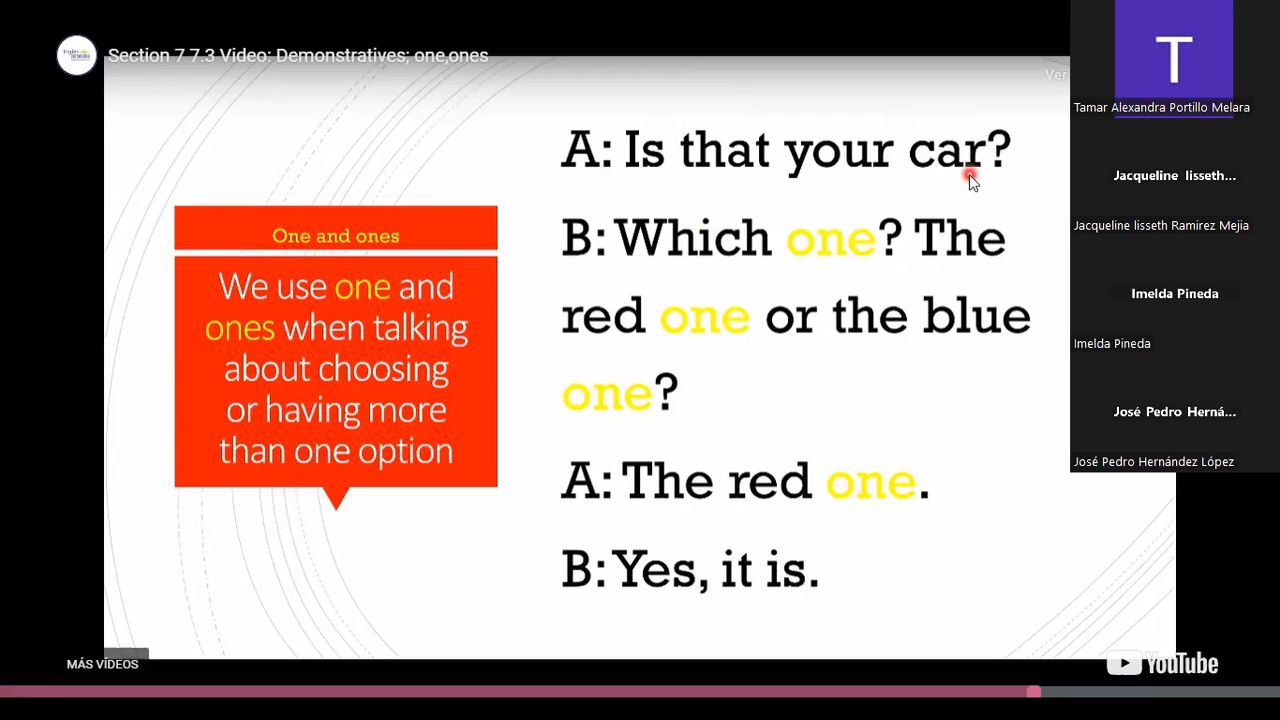 Section 7 7.3 Video: Demonstratives; one,ones
Ver
One and ones
We use one and
ones when talking
about choosing
or having more
than one option
A: Is that your car?
B: Which one? The
red one or the blue
one?
A: The red one.
B: Yes, it is.
T
Tamar Alexandra Portillo Melara
Jacqueline lisseth...
Jacqueline lisseth Ramirez Mejia
Imelda Pineda
Imelda Pineda
José Pedro Herná...
José Pedro Hernández López
MÁS VÍDEOS
YouTube